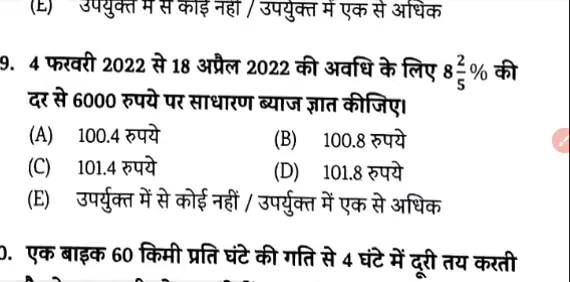 (E) उपर्युक्त में से कोई नहीं / उपर्युक्त में एक से अधिक
9. 4 फरवरी 2022 से 18 अप्रैल 2022 की अवधि के लिए 8 2/5 % की
दर से 6000 रुपये पर साधारण ब्याज ज्ञात कीजिए।
(A) 100.4 रुपये (B) 100.8 रुपये
(C) 101.4 रुपये (D) 101.8 रुपये
(E) उपर्युक्त में से कोई नहीं / उपर्युक्त में एक से अधिक
0. एक बाइक 60 किमी प्रति घंटे की गति से 4 घंटे में दूरी तय करती